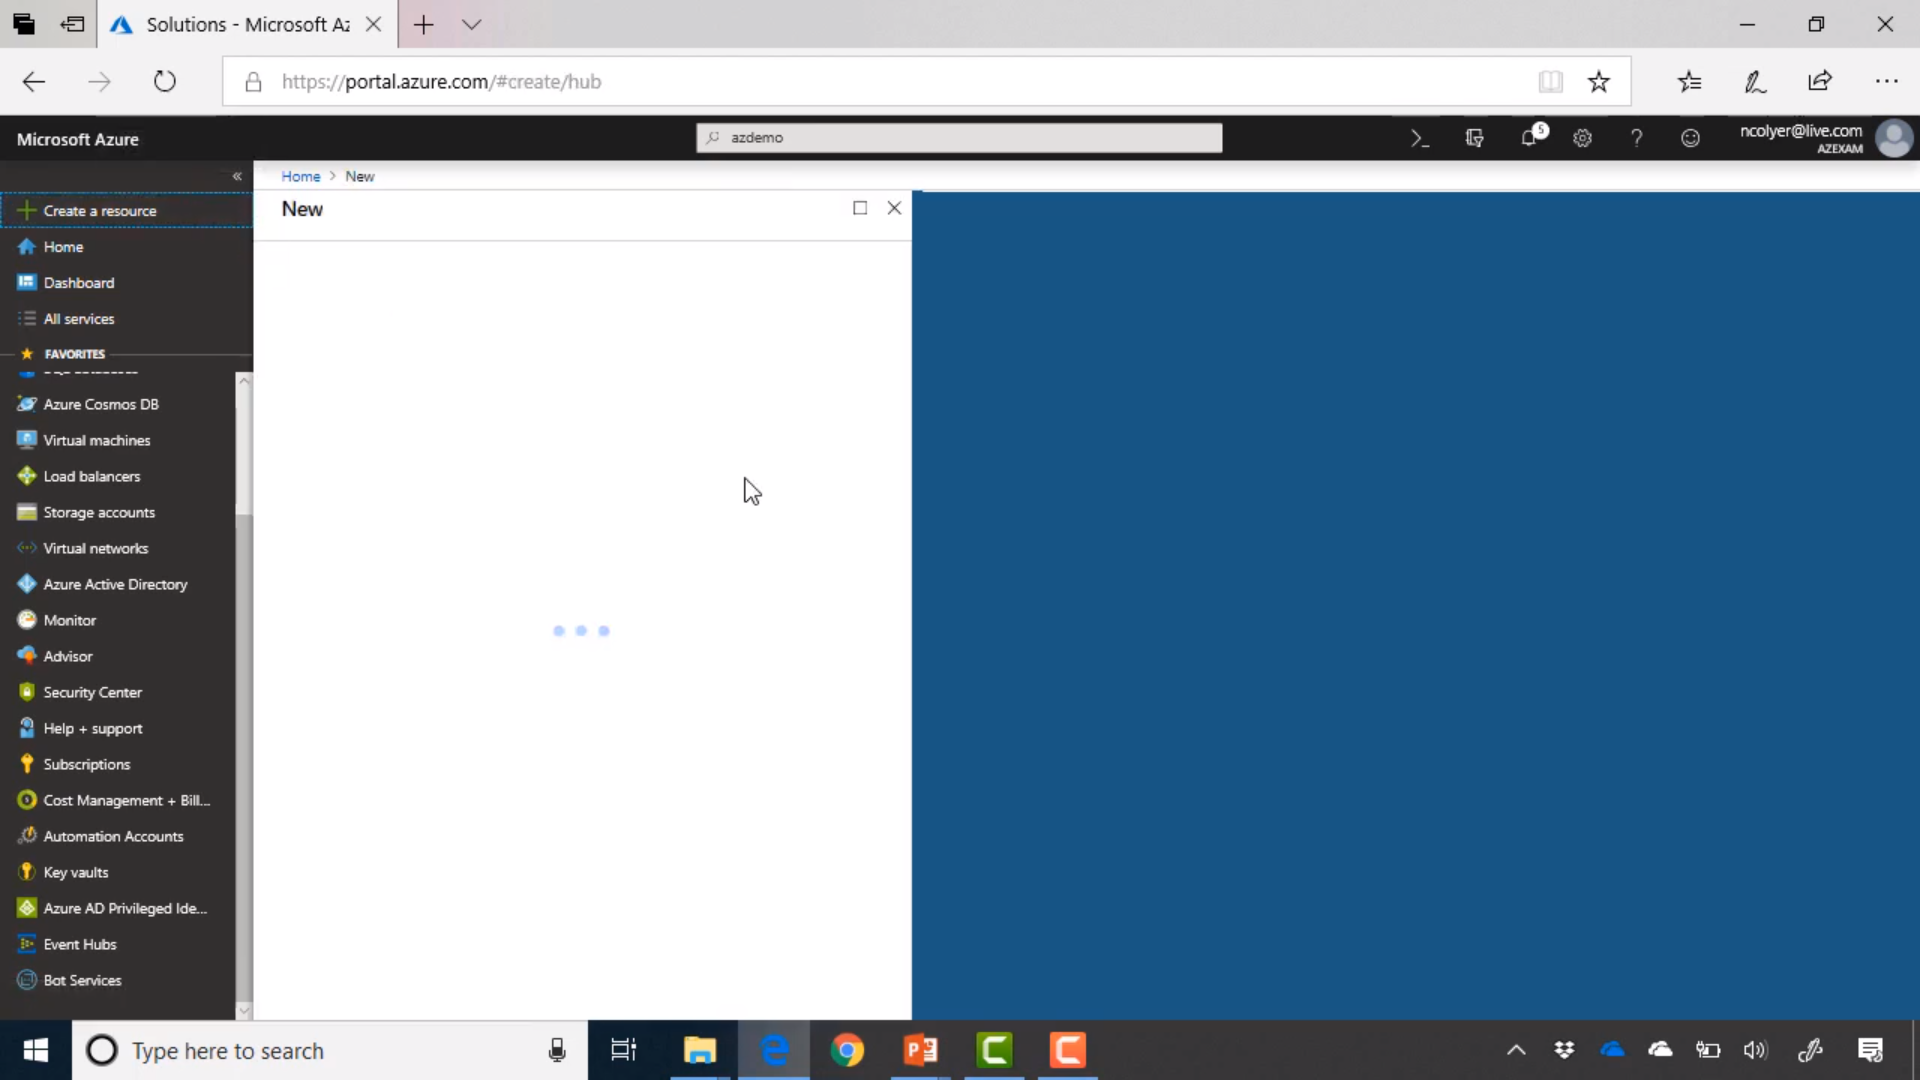 Solutions - Microsoft Az
https://portal.azure.com/#create/hub
Microsoft Azure
azdemo
5
ncolyer@live.com
AZEXAM
Home > New
Create a resource
New
Home
Dashboard
All services
FAVORITES
Azure Cosmos DB
Virtual machines
Load balancers
Storage accounts
Virtual networks
Azure Active Directory
Monitor
Advisor
Security Center
Help + support
Subscriptions
Cost Management + Bill...
Automation Accounts
Key vaults
Azure AD Privileged Ide...
Event Hubs
Bot Services
Type here to search